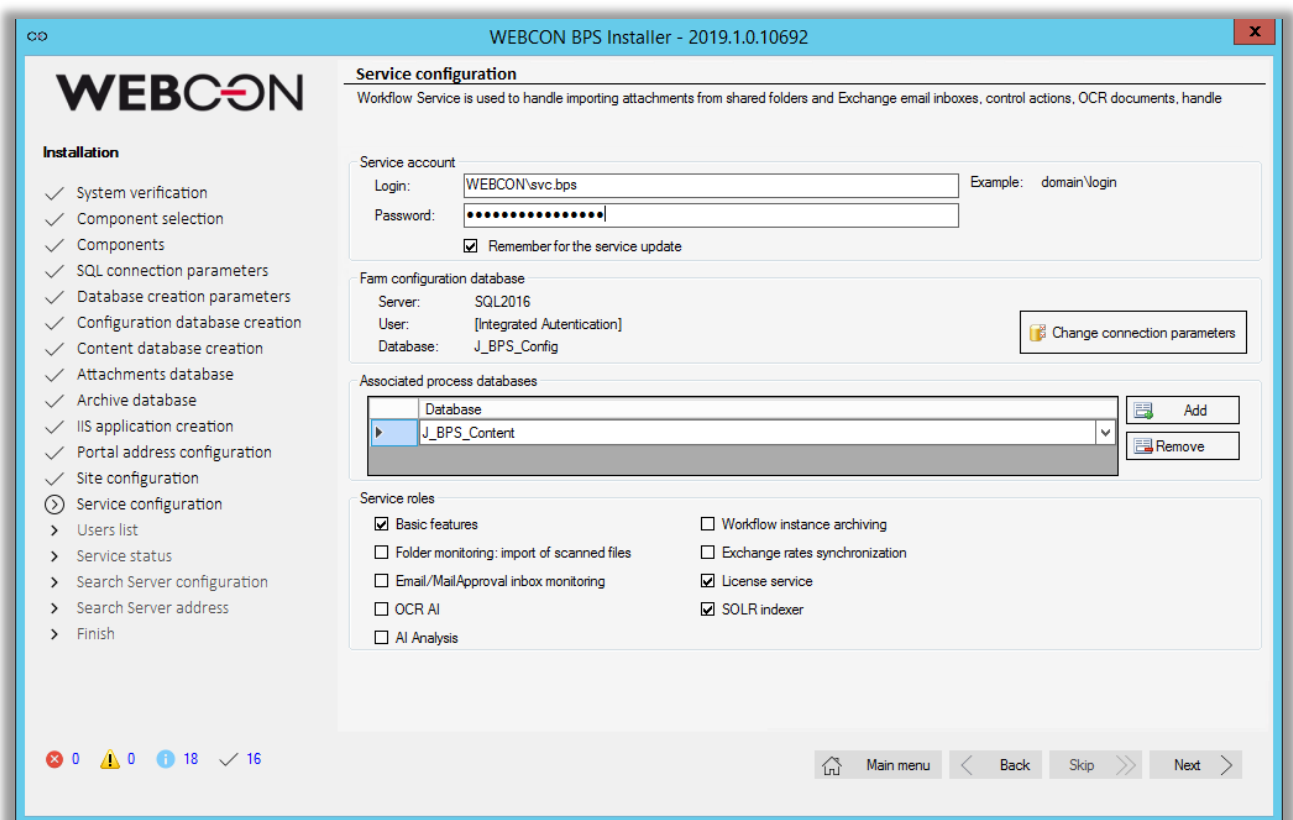 WEBCON BPS Installer - 2019.1.0.10692
x
WEBCON
Installation
System verification
Component selection
Components
SQL connection parameters
Database creation parameters
Configuration database creation
Content database creation
Attachments database
Archive database
IIS application creation
Portal address configuration
Site configuration
Service configuration
Users list
Service status
Search Server configuration
Search Server address
Finish
0 0 18 16
Service configuration
Workflow Service is used to handle importing attachments from shared folders and Exchange email inboxes, control actions, OCR documents, handle
Service account
Login: WEBCON\svc.bps Example: domain\login
Password: ●●●●●●●●●●●●●●●●
Remember for the service update
Farm configuration database
Server: SQL2016
User: [Integrated Autentication]
Database: J_BPS_Config
Change connection parameters
Associated process databases
Database
J_BPS_Content
Add
Remove
Service roles
Basic features
Folder monitoring: import of scanned files
Email/MailApproval inbox monitoring
OCR AI
AI Analysis
Workflow instance archiving
Exchange rates synchronization
License service
SOLR indexer
Main menu Back Skip Next